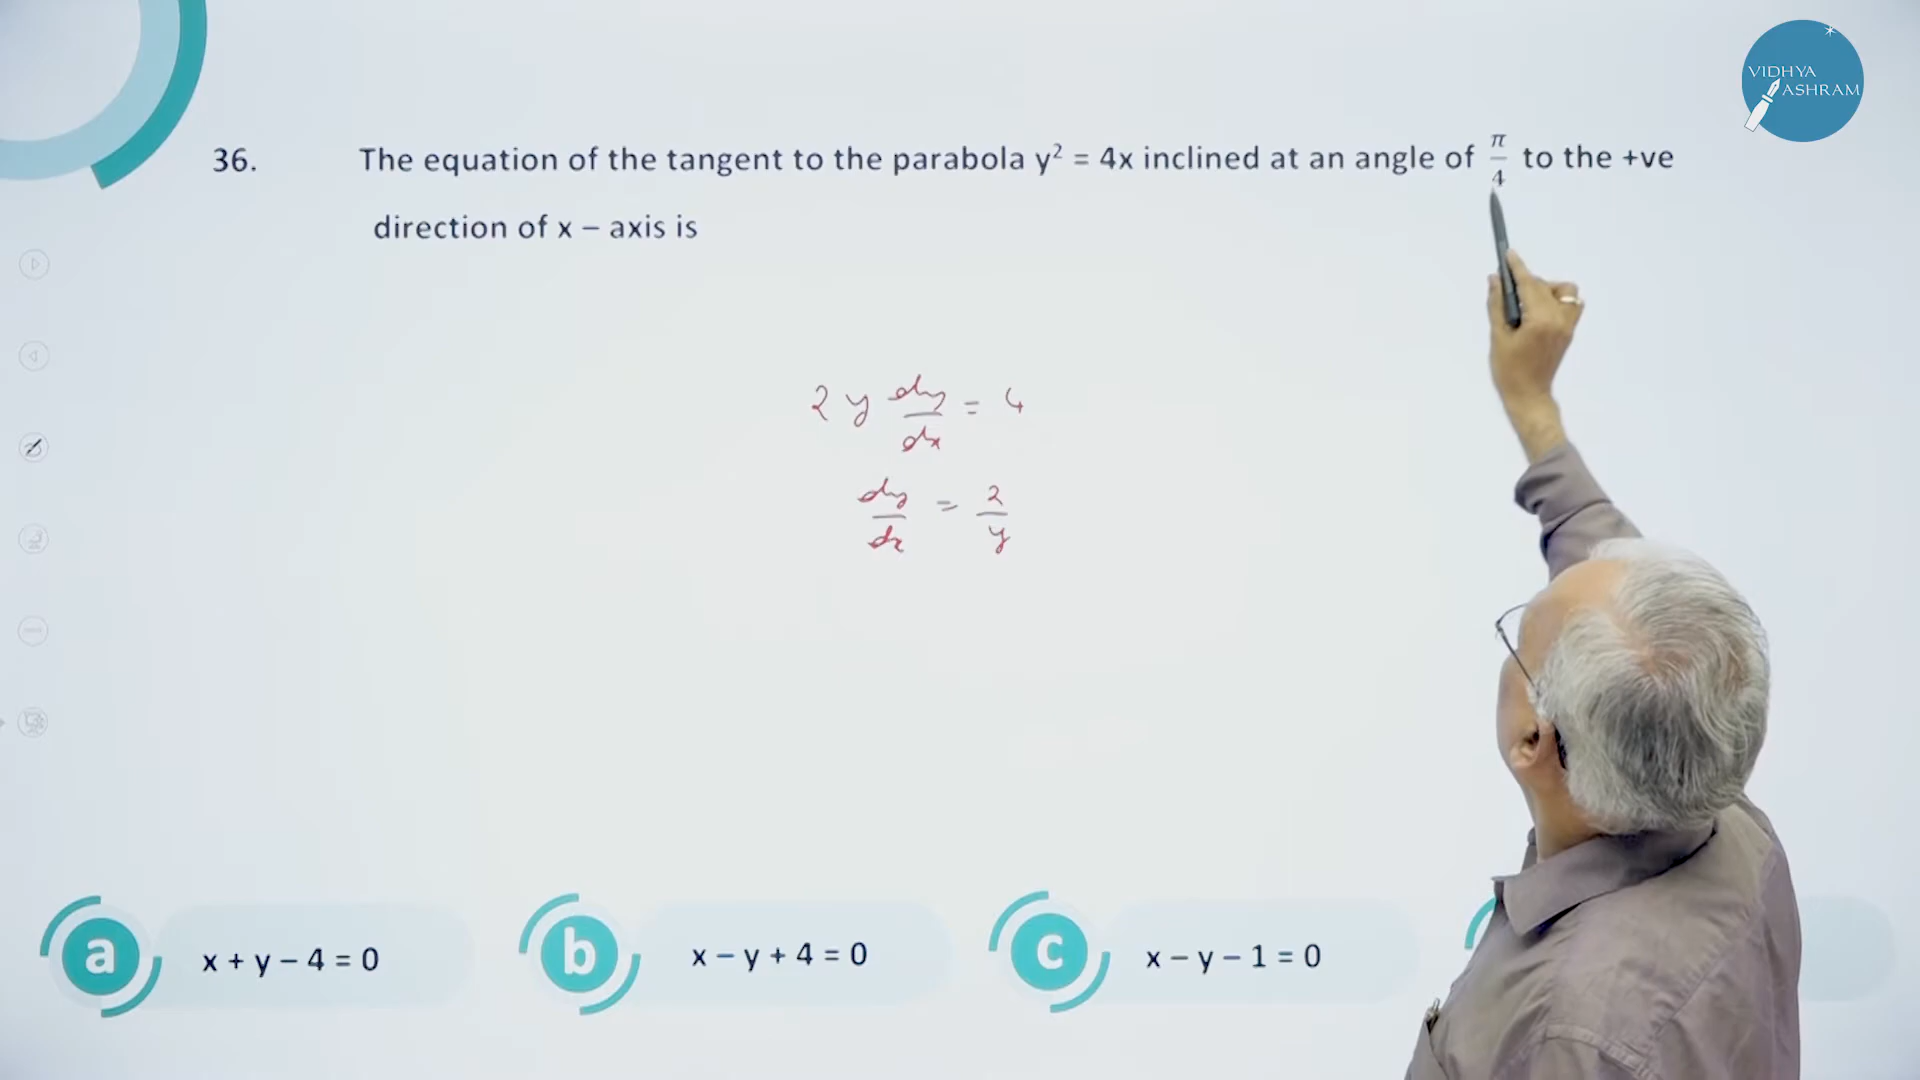 VIDHYA
ASHRAM
36. The equation of the tangent to the parabola y² = 4x inclined at an angle of π/4 to the +ve
direction of x – axis is
2 y dy/dx = 4
dy/dx = 2/y
a x + y – 4 = 0
b x – y + 4 = 0
c x – y – 1 = 0